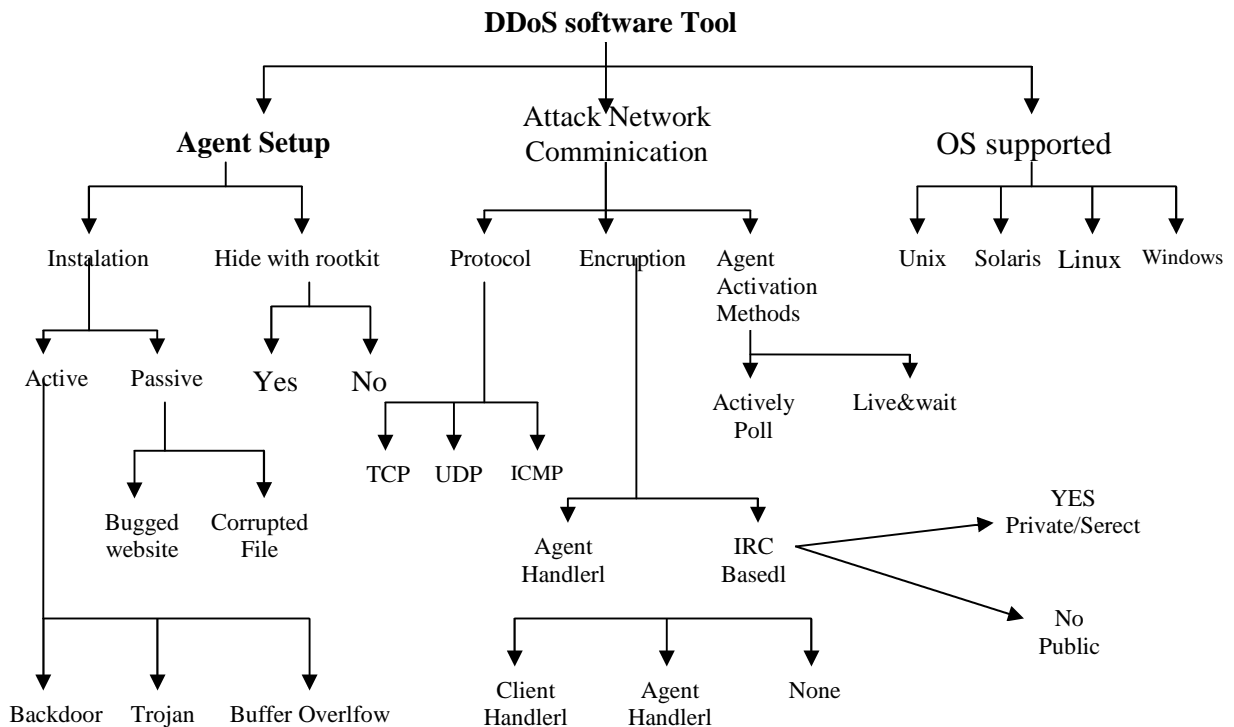 DDoS software Tool
Agent Setup
Attack Network
Comminication
OS supported
Instalation
Hide with rootkit
Protocol
Encruption
Agent
Activation
Methods
Unix
Solaris
Linux
Windows
Active
Passive
Yes
No
Actively
Poll
Live&wait
TCP
UDP
ICMP
Bugged
website
Corrupted
File
Agent
Handlerl
IRC
Basedl
YES
Private/Serect
No
Public
Backdoor
Trojan
Buffer Overlfow
Client
Handlerl
Agent
Handlerl
None